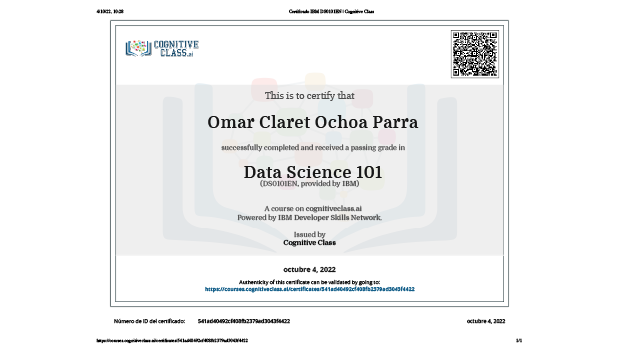 4/10/22, 10:28
Certificado IBM DS0101EN | Cognitive Class
COGNITIVE
CLASS.ai
This is to certify that
Omar Claret Ochoa Parra
successfully completed and received a passing grade in
Data Science 101
(DS0101EN, provided by IBM)
A course on cognitiveclass.ai
Powered by IBM Developer Skills Network.
Issued by
Cognitive Class
octubre 4, 2022
Authenticity of this certificate can be validated by going to:
https://courses.cognitiveclass.ai/certificates/541ad40492cf408fb2379ad3043f4422
Número de ID del certificado: 541ad40492cf408fb2379ad3043f4422
octubre 4, 2022
https://courses.cognitiveclass.ai/certificates/541ad40492cf408fb2379ad3043f4422
1/1